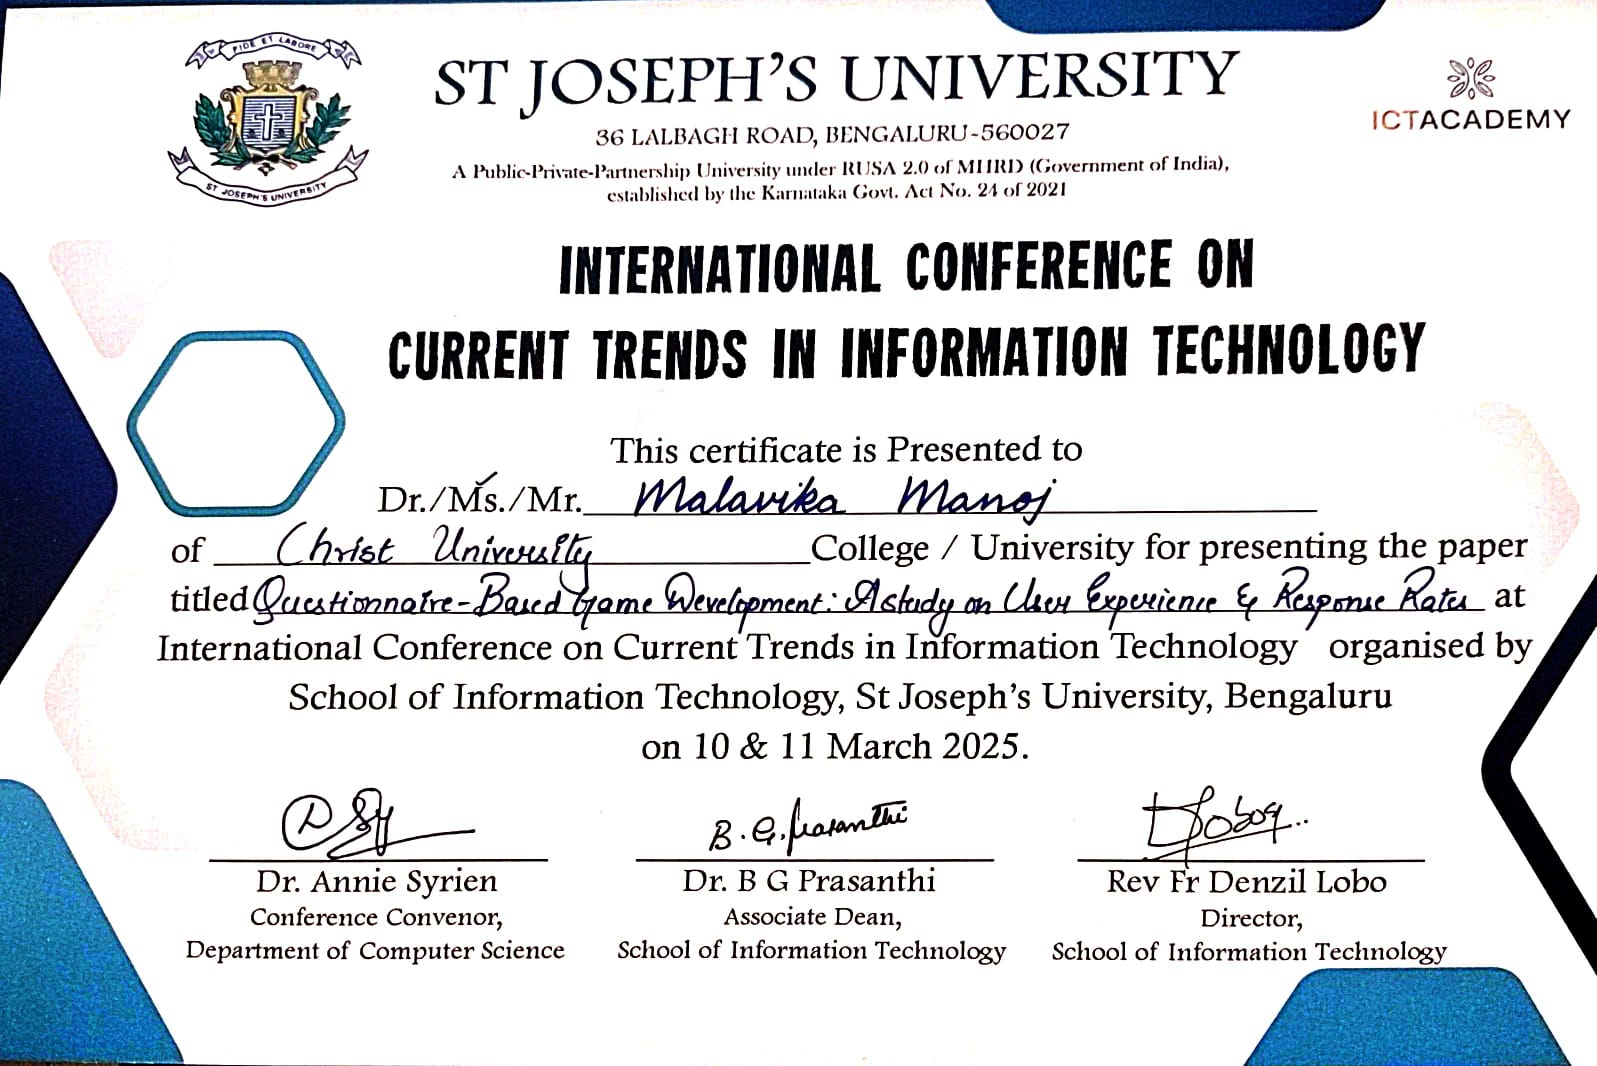 FIDE ET LABORE
ST JOSEPH'S UNIVERSITY
ST JOSEPH'S UNIVERSITY
36 LALBAGH ROAD, BENGALURU-560027
A Public-Private-Partnership University under RUSA 2.0 of MHRD (Government of India),
established by the Karnataka Govt. Act No. 24 of 2021
ICTACADEMY
INTERNATIONAL CONFERENCE ON
CURRENT TRENDS IN INFORMATION TECHNOLOGY
This certificate is Presented to
Dr./Ms./Mr. Malavika Manoj
of Christ University College / University for presenting the paper
titled Questionnaire-Based Game Development: A study on User Experience & Response Rates at
International Conference on Current Trends in Information Technology organised by
School of Information Technology, St Joseph's University, Bengaluru
on 10 & 11 March 2025.
B. G. Prasanthi
Dr. Annie Syrien
Conference Convenor,
Department of Computer Science
Dr. B G Prasanthi
Associate Dean,
School of Information Technology
Rev Fr Denzil Lobo
Director,
School of Information Technology